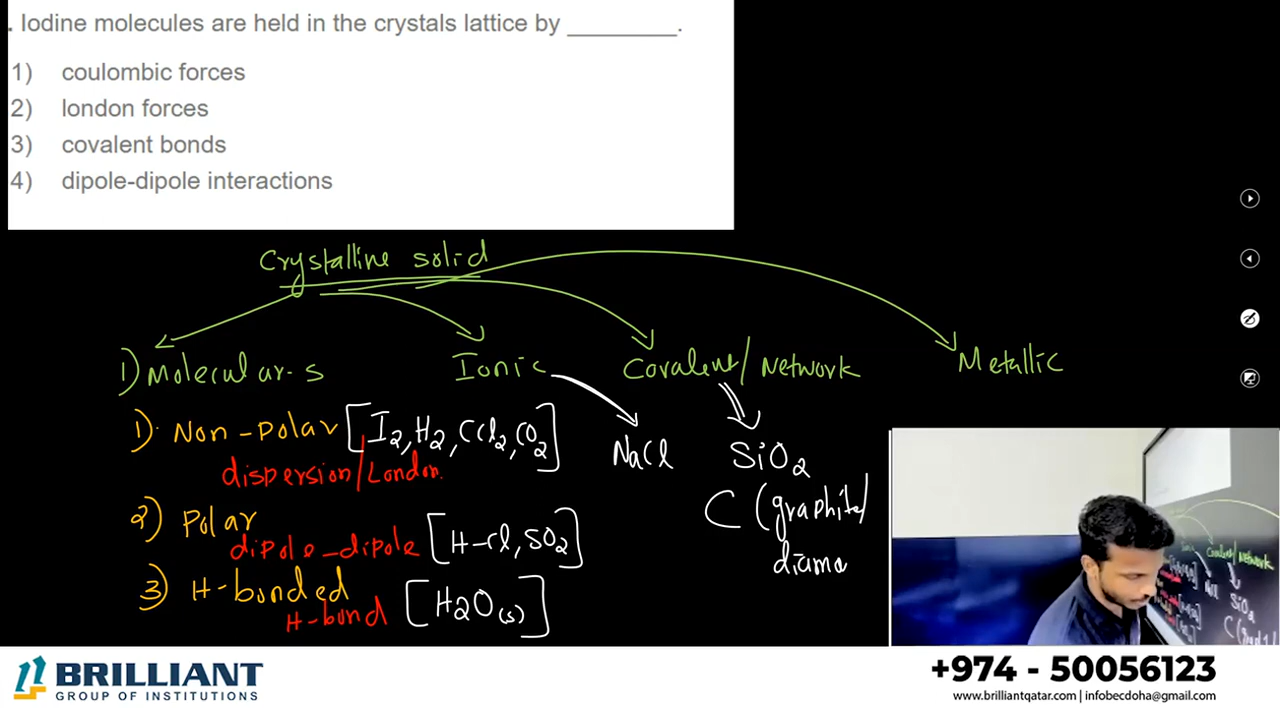 . Iodine molecules are held in the crystals lattice by ________.
1) coulombic forces
2) london forces
3) covalent bonds
4) dipole-dipole interactions
Crystalline solid
1) Molecular-s Ionic Covalent/Network Metallic
1). Non-polar [I2, H2, CCl2, CO2] NaCl SiO2
dispersion/London.
C (graphite/
diamo
2) Polar
dipole-dipole [H-cl, SO2]
3) H-bonded [H2O(s)]
H-bond
BRILLIANT
GROUP OF INSTITUTIONS
+974 - 50056123
www.brilliantqatar.com | infobecdoha@gmail.com